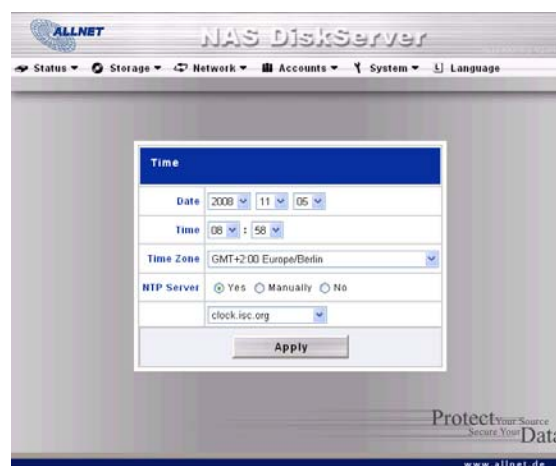 ALLNET
NAS DiskServer
Status Storage Network Accounts System Language
Time
Date 2008 11 05
Time 08 : 58
Time Zone GMT+2:00 Europe/Berlin
NTP Server Yes Manually No
clock.isc.org
Apply
Protect Your Source
Secure Your Data
www.allnet.de